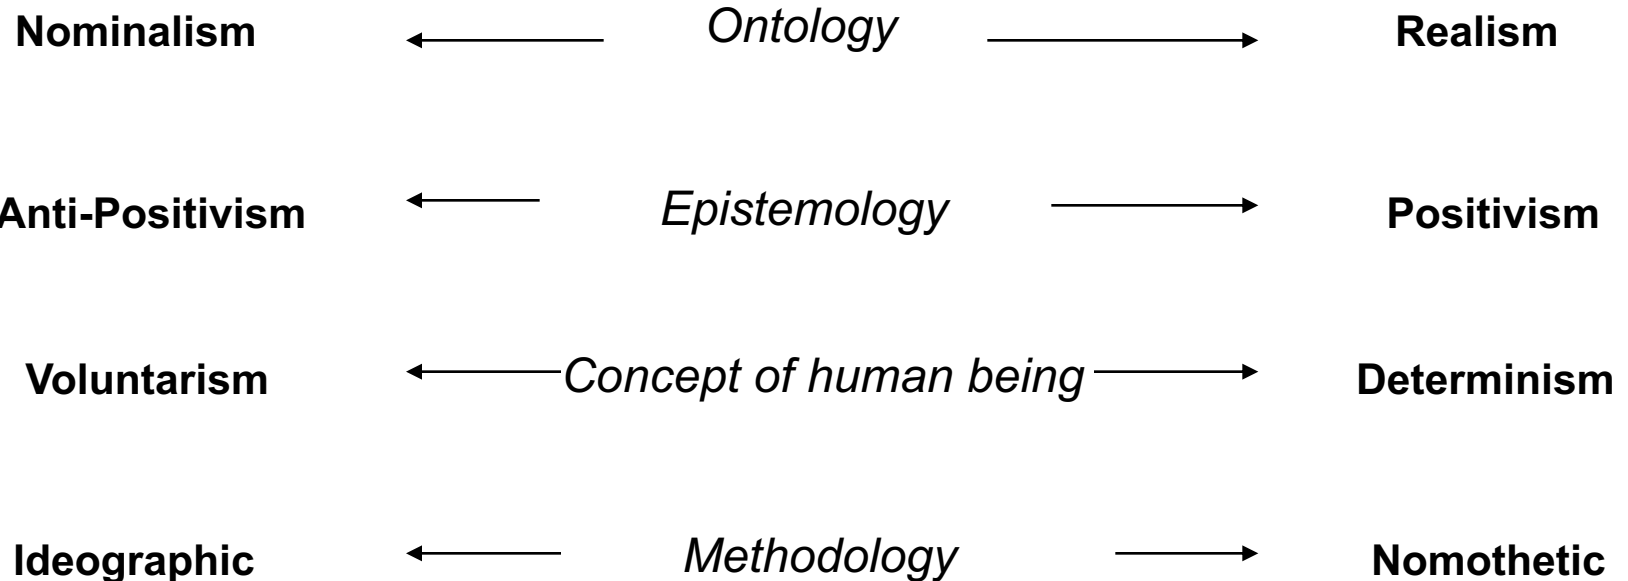 Nominalism Ontology Realism
Anti-Positivism Epistemology Positivism
Voluntarism Concept of human being Determinism
Ideographic Methodology Nomothetic